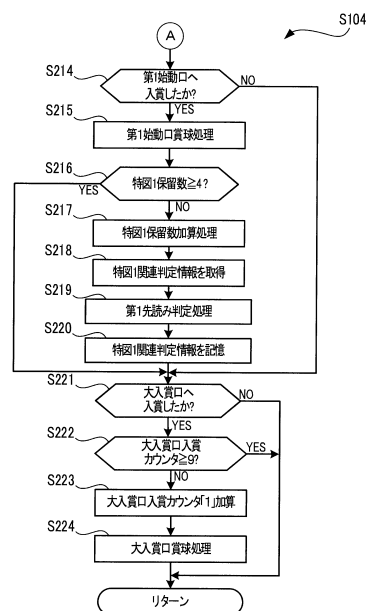 S104
A
S214
第1始動口へ
入賞したか?
NO
YES
S215
第1始動口賞球処理
S216
特図1保留数≧4?
YES
NO
S217
特図1保留数加算処理
S218
特図1関連判定情報を取得
S219
第1先読み判定処理
S220
特図1関連判定情報を記憶
S221
大入賞口へ
入賞したか?
NO
YES
S222
大入賞口入賞
カウンタ≧9?
YES
NO
S223
大入賞口入賞カウンタ「1」加算
S224
大入賞口賞球処理
リターン